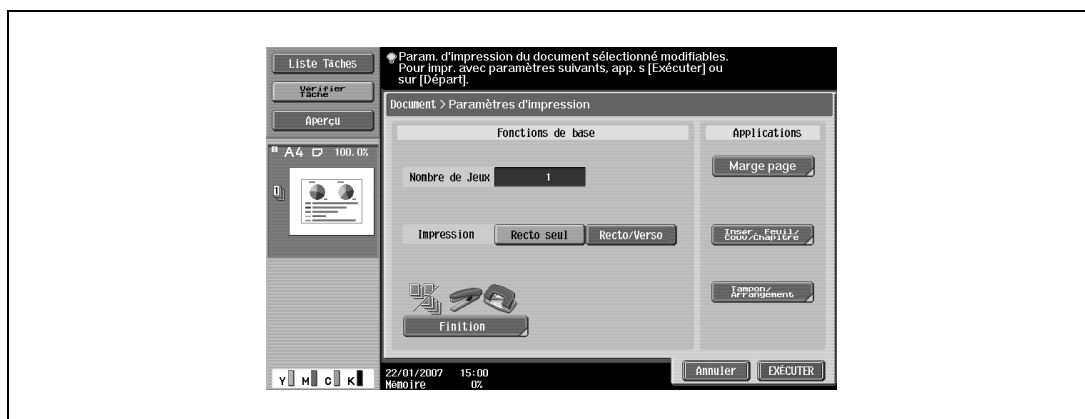 Liste Tâches
Vérifier
Tâche
Aperçu
A4 100.0%
1
Y M C K
Param. d'impression du document sélectionné modifiables.
Pour impr. avec paramètres suivants, app. s [Exécuter] ou
sur [Départ].
Document > Paramètres d'impression
Fonctions de base
Nombre de Jeux 1
Impression Recto seul Recto/Verso
Finition
Applications
Marge page
Insér. Feuil/
Couv/Chapitre
Tampon/
Arrangement
22/01/2007 15:00
Mémoire 0%
Annuler EXÉCUTER